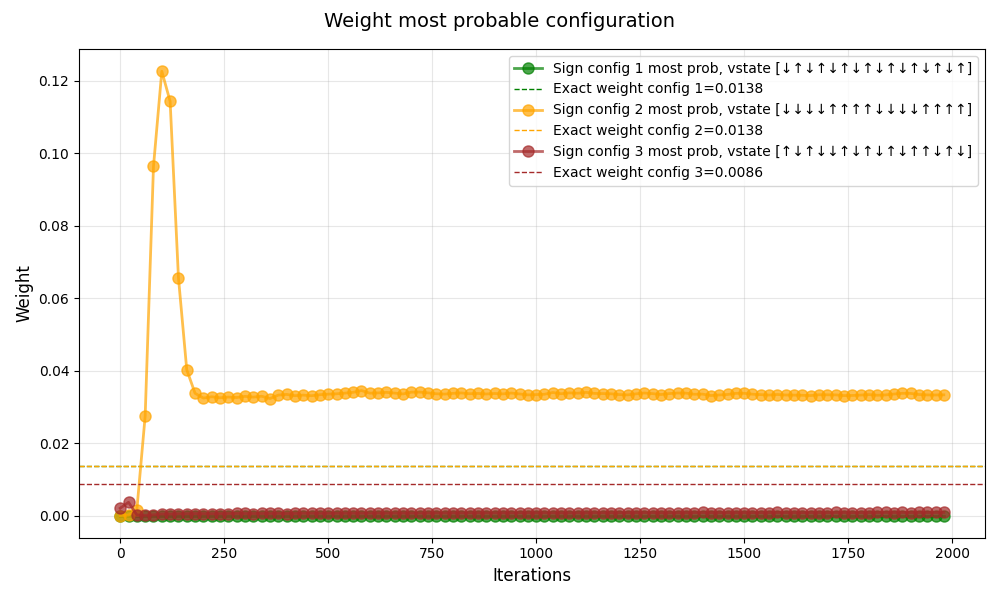 Weight most probable configuration
Weight
0.12
0.10
0.08
0.06
0.04
0.02
0.00
Sign config 1 most prob, vstate [↓↑↓↑↓↑↓↑↓↑↓↑↓↑↓↑]
Exact weight config 1=0.0138
Sign config 2 most prob, vstate [↓↓↓↓↑↑↑↑↓↓↓↓↑↑↑↑]
Exact weight config 2=0.0138
Sign config 3 most prob, vstate [↑↓↑↓↓↑↓↑↓↑↓↑↑↓↑↓]
Exact weight config 3=0.0086
0 250 500 750 1000 1250 1500 1750 2000
Iterations